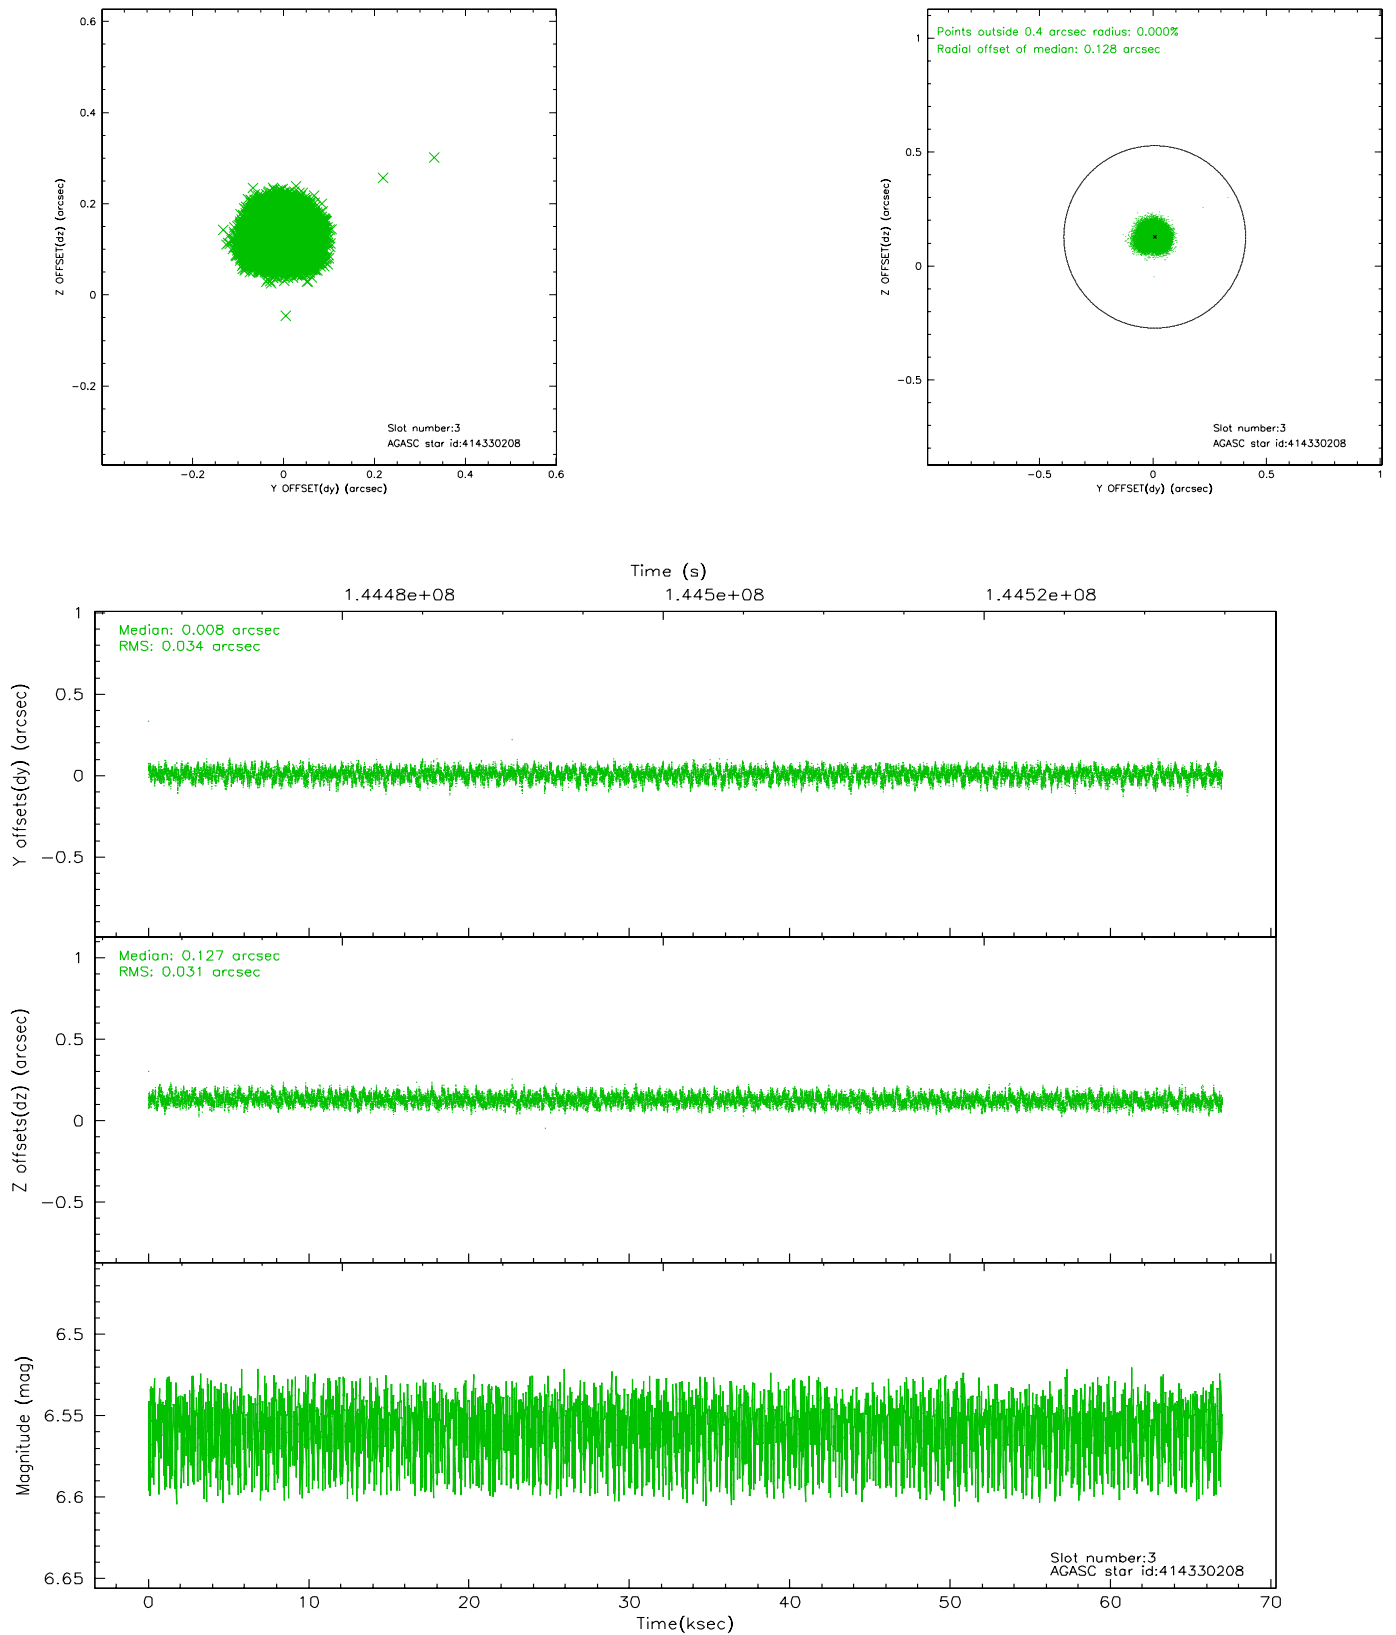 0.6
0.4
0.2
0
−0.2
Z OFFSET(dz) (arcsec)
−0.2 0 0.2 0.4 0.6
Y OFFSET(dy) (arcsec)
Slot number:3
AGASC star id:414330208
Points outside 0.4 arcsec radius: 0.000%
Radial offset of median: 0.128 arcsec
1
0.5
0
−0.5
Z OFFSET(dz) (arcsec)
−0.5 0 0.5 1
Y OFFSET(dy) (arcsec)
Slot number:3
AGASC star id:414330208
Time (s)
1.4448e+08 1.445e+08 1.4452e+08
Median: 0.008 arcsec
RMS: 0.034 arcsec
1
0.5
0
−0.5
Y offsets(dy) (arcsec)
Median: 0.127 arcsec
RMS: 0.031 arcsec
1
0.5
0
−0.5
Z offsets(dz) (arcsec)
6.5
6.55
6.6
6.65
Magnitude (mag)
Slot number:3
AGASC star id:414330208
0 10 20 30 40 50 60 70
Time(ksec)